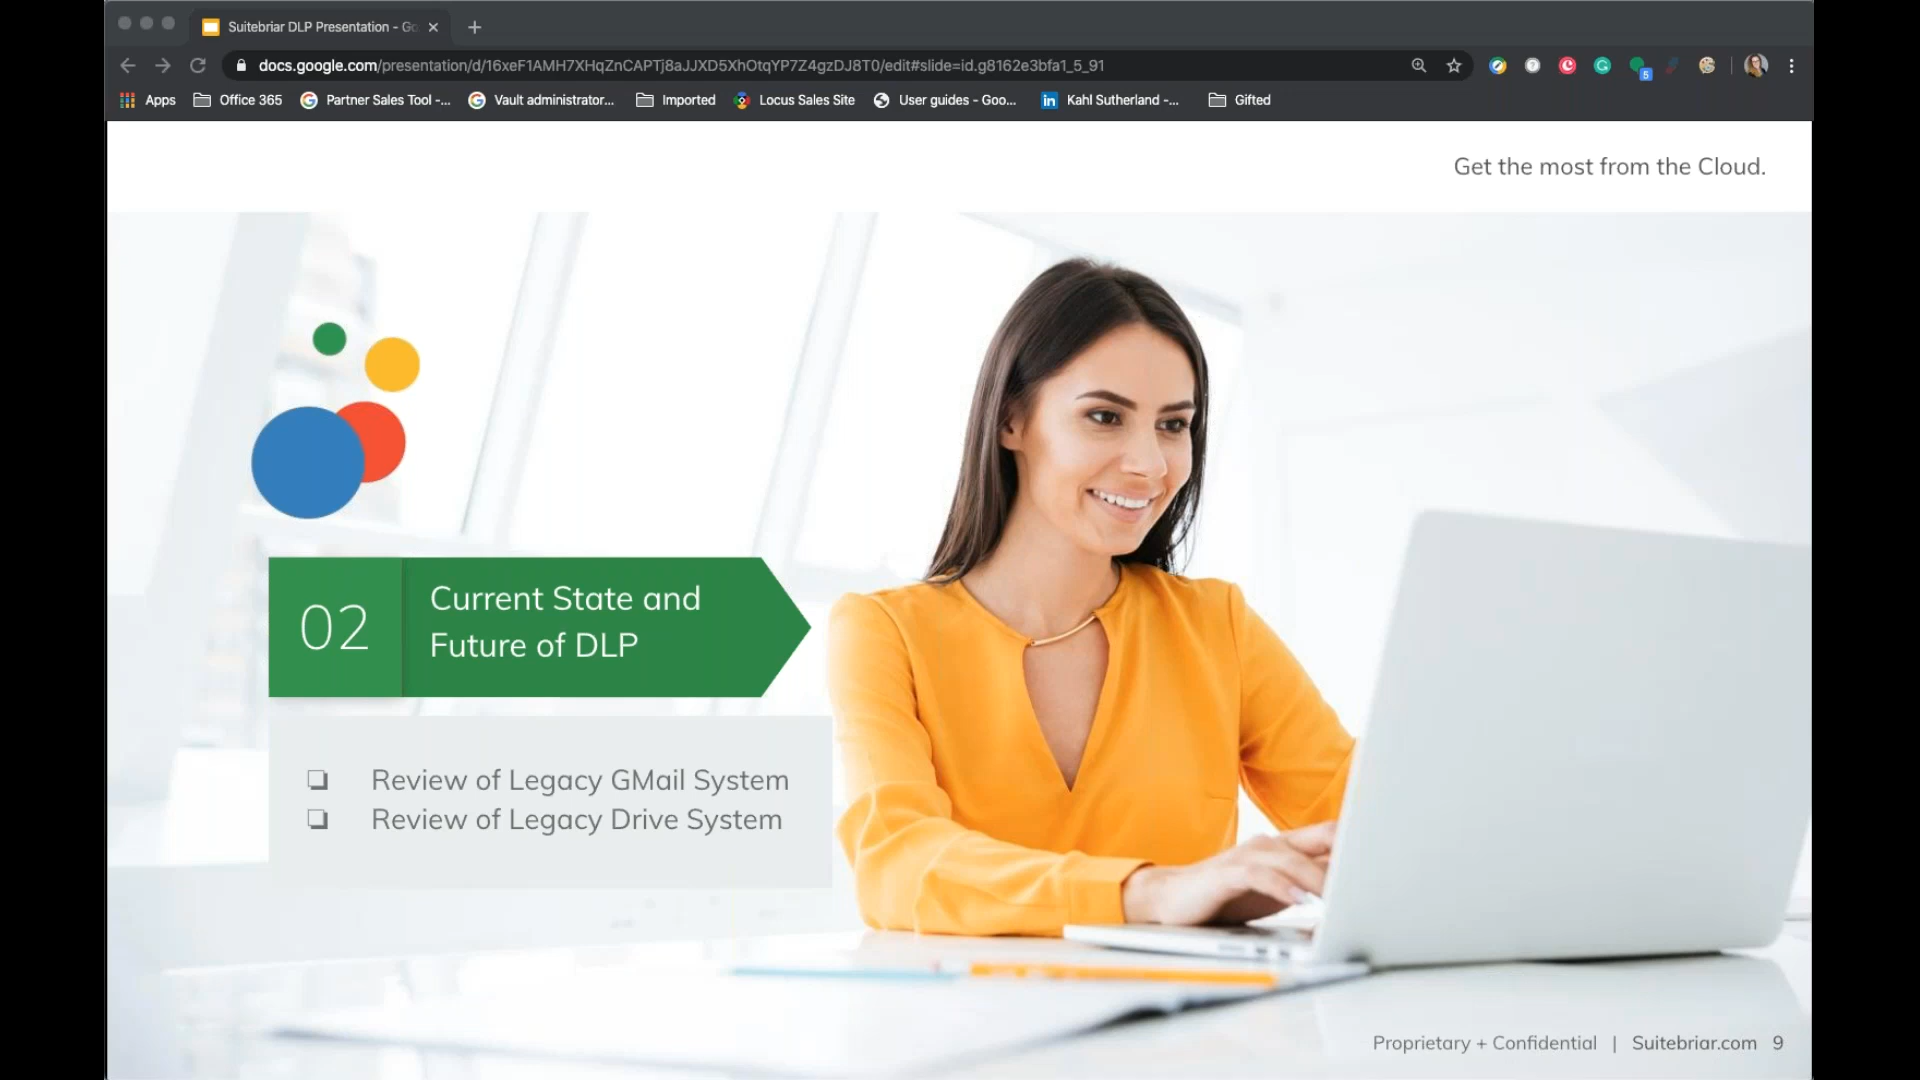 Suitebriar DLP Presentation - Go
docs.google.com/presentation/d/16xeF1AMH7XHqZnCAPTj8aJJXD5XhOtqYP7Z4gzDJ8T0/edit#slide=id.g8162e3bfa1_5_91
5
Apps Office 365 Partner Sales Tool -... Vault administrator... Imported Locus Sales Site User guides - Goo... in Kahl Sutherland -... Gifted
Get the most from the Cloud.
02
Current State and
Future of DLP
❏ Review of Legacy GMail System
❏ Review of Legacy Drive System
Proprietary + Confidential | Suitebriar.com 9